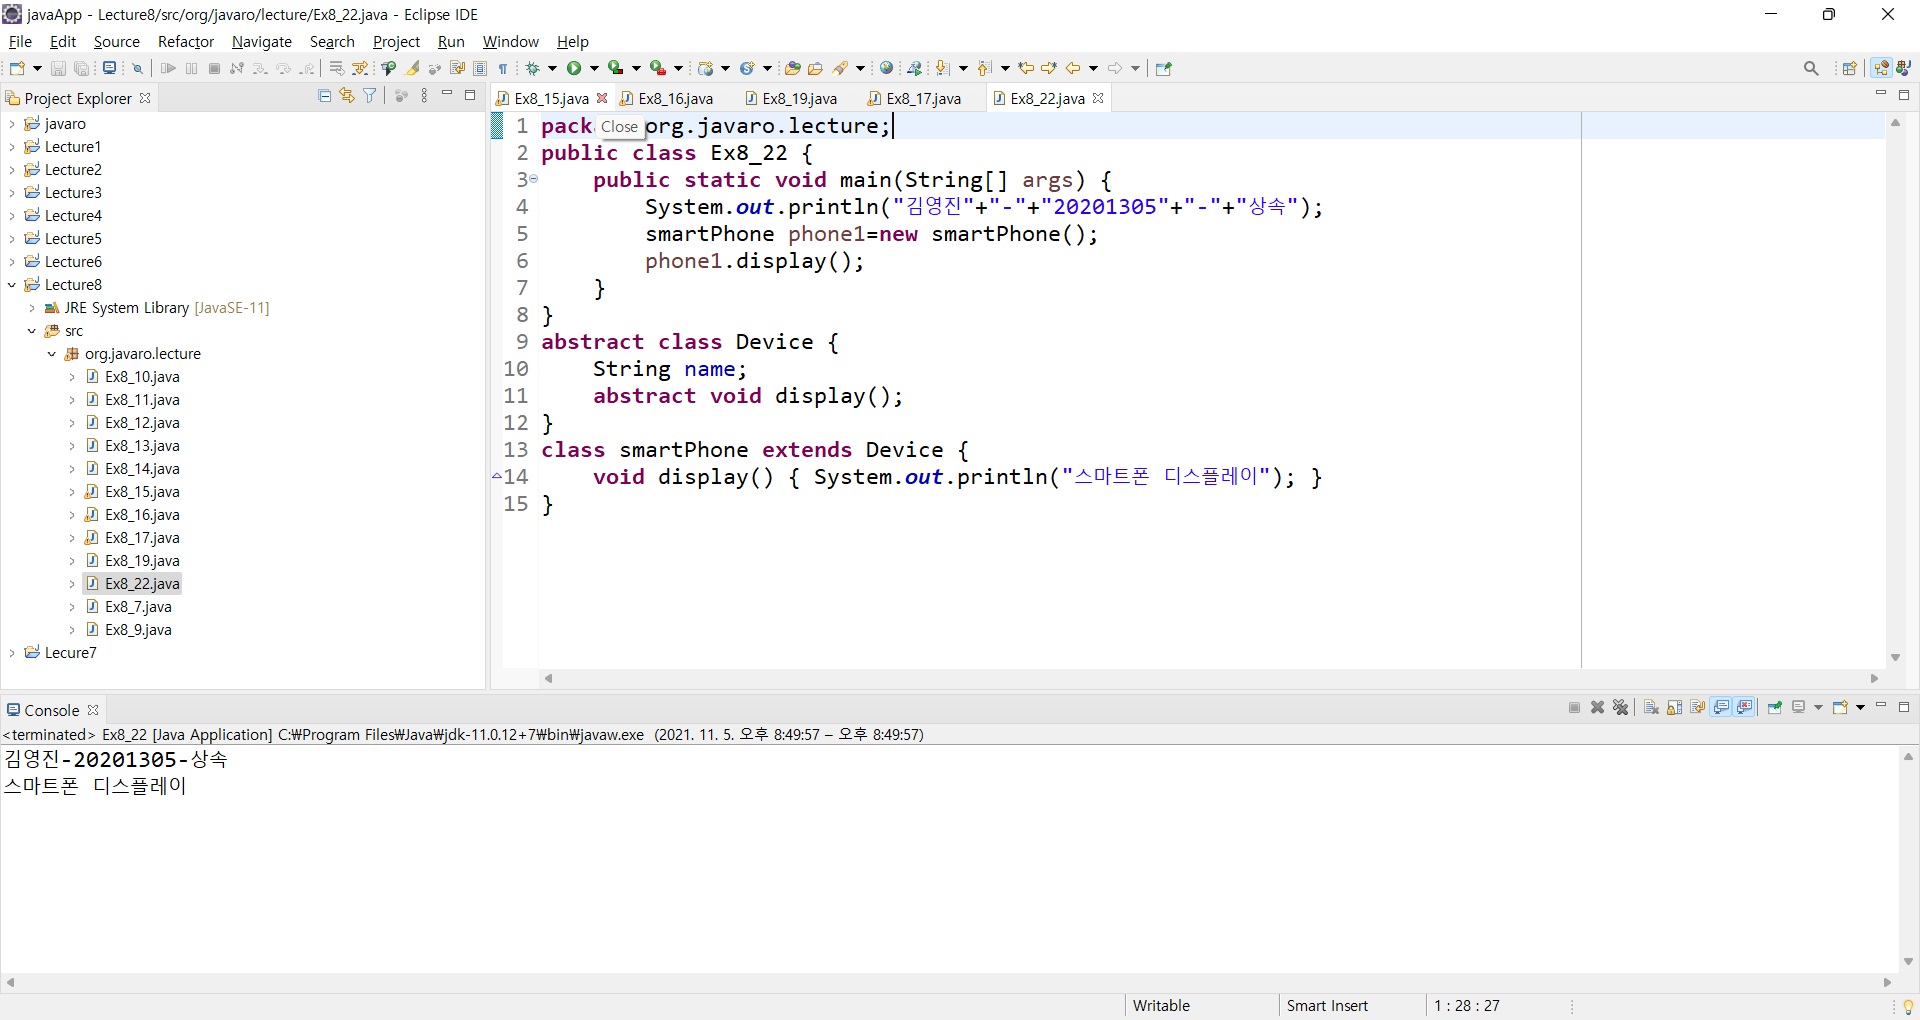 javaApp - Lecture8/src/org/javaro/lecture/Ex8_22.java - Eclipse IDE
File Edit Source Refactor Navigate Search Project Run Window Help
Project Explorer
Ex8_15.java Ex8_16.java Ex8_19.java Ex8_17.java Ex8_22.java
javaro
Lecture1
Lecture2
Lecture3
Lecture4
Lecture5
Lecture6
Lecture8
JRE System Library [JavaSE-11]
src
org.javaro.lecture
Ex8_10.java
Ex8_11.java
Ex8_12.java
Ex8_13.java
Ex8_14.java
Ex8_15.java
Ex8_16.java
Ex8_17.java
Ex8_19.java
Ex8_22.java
Ex8_7.java
Ex8_9.java
Lecure7
Close
1 pack org.javaro.lecture;
2 public class Ex8_22 {
3 public static void main(String[] args) {
4 System.out.println("김영진"+"-"+"20201305"+"-"+"상속");
5 smartPhone phone1=new smartPhone();
6 phone1.display();
7 }
8 }
9 abstract class Device {
10 String name;
11 abstract void display();
12 }
13 class smartPhone extends Device {
14 void display() { System.out.println("스마트폰 디스플레이"); }
15 }
Console
<terminated> Ex8_22 [Java Application] C:₩Program Files₩Java₩jdk-11.0.12+7₩bin₩javaw.exe (2021. 11. 5. 오후 8:49:57 – 오후 8:49:57)
김영진-20201305-상속
스마트폰 디스플레이
Writable Smart Insert 1 : 28 : 27